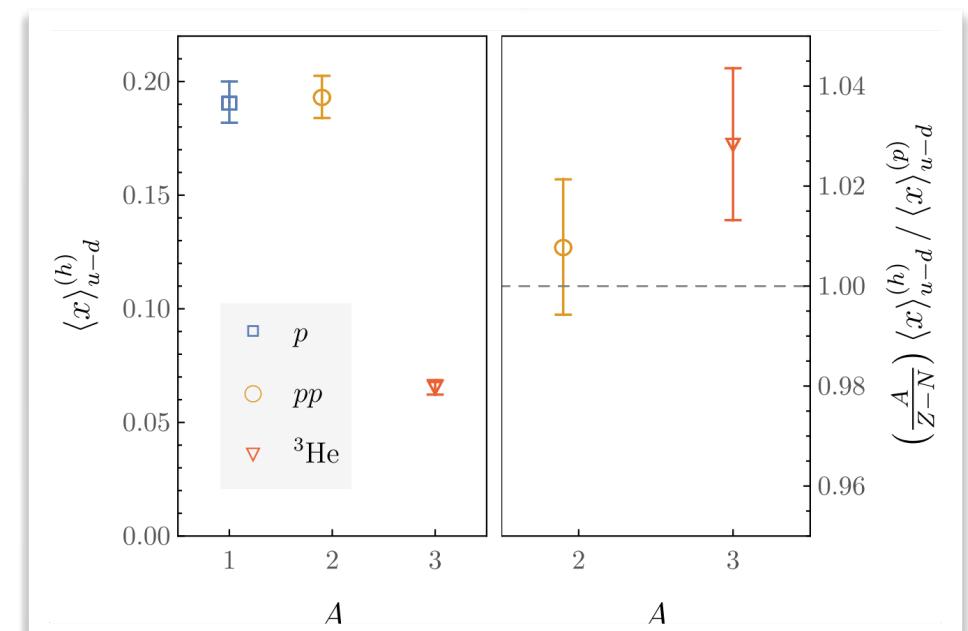 ⟨x⟩^{(h)}_{u−d}
0.20
0.15
0.10
0.05
0.00
p
pp
³He
1
2
3
A
2
3
A
1.04
1.02
1.00
0.98
0.96
(A/(Z−N)) ⟨x⟩^{(h)}_{u−d} / ⟨x⟩^{(p)}_{u−d}